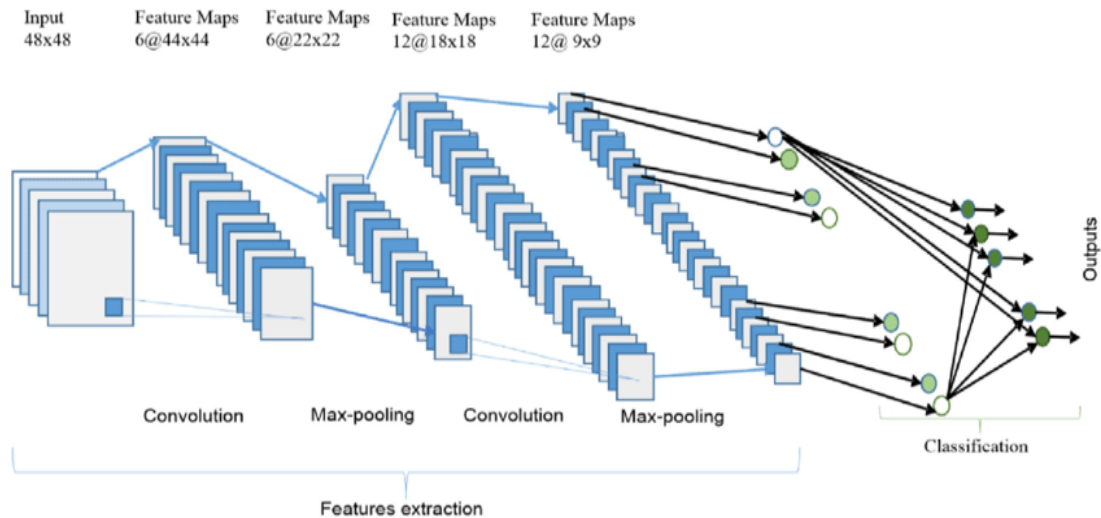 Input
48x48
Feature Maps
6@44x44
Feature Maps
6@22x22
Feature Maps
12@18x18
Feature Maps
12@ 9x9
Outputs
Convolution
Max-pooling
Convolution
Max-pooling
Classification
Features extraction